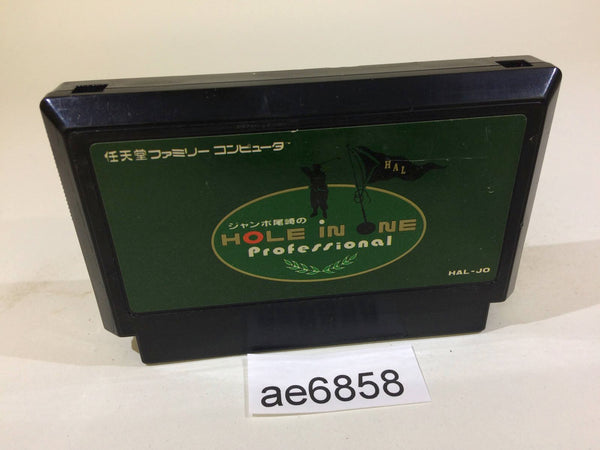 任天堂ファミリーコンピュータ
HAL
ジャンボ尾崎の
HOLE iN ONE
Professional
HAL-JO
ae6858